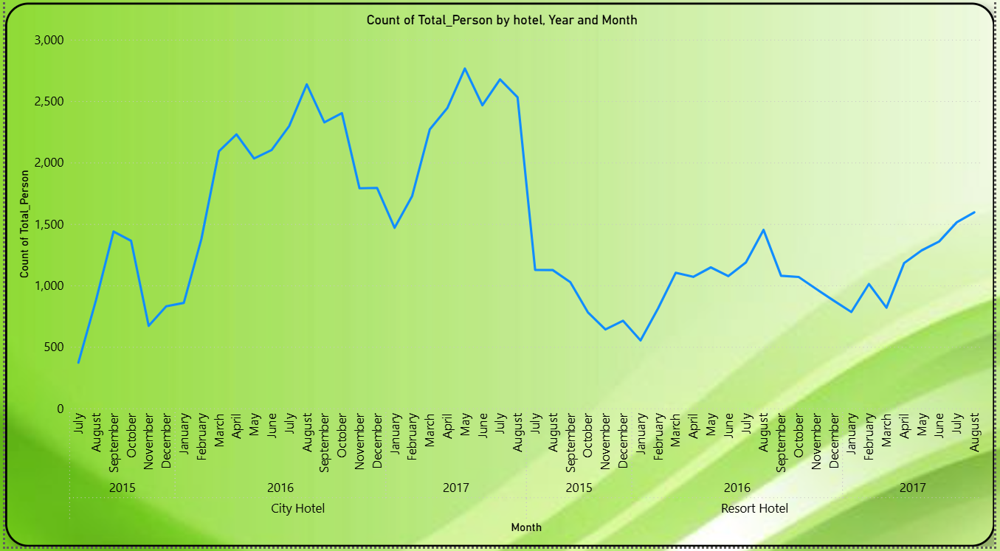 Count of Total_Person by hotel, Year and Month
3,000
2,500
2,000
1,500
1,000
500
0
Count of Total_Person
July
August
September
October
November
December
January
February
March
April
May
June
July
August
September
October
November
December
January
February
March
April
May
June
July
August
July
August
September
October
November
December
January
February
March
April
May
June
July
August
September
October
November
December
January
February
March
April
May
June
July
August
2015
2016
2017
2015
2016
2017
City Hotel
Resort Hotel
Month